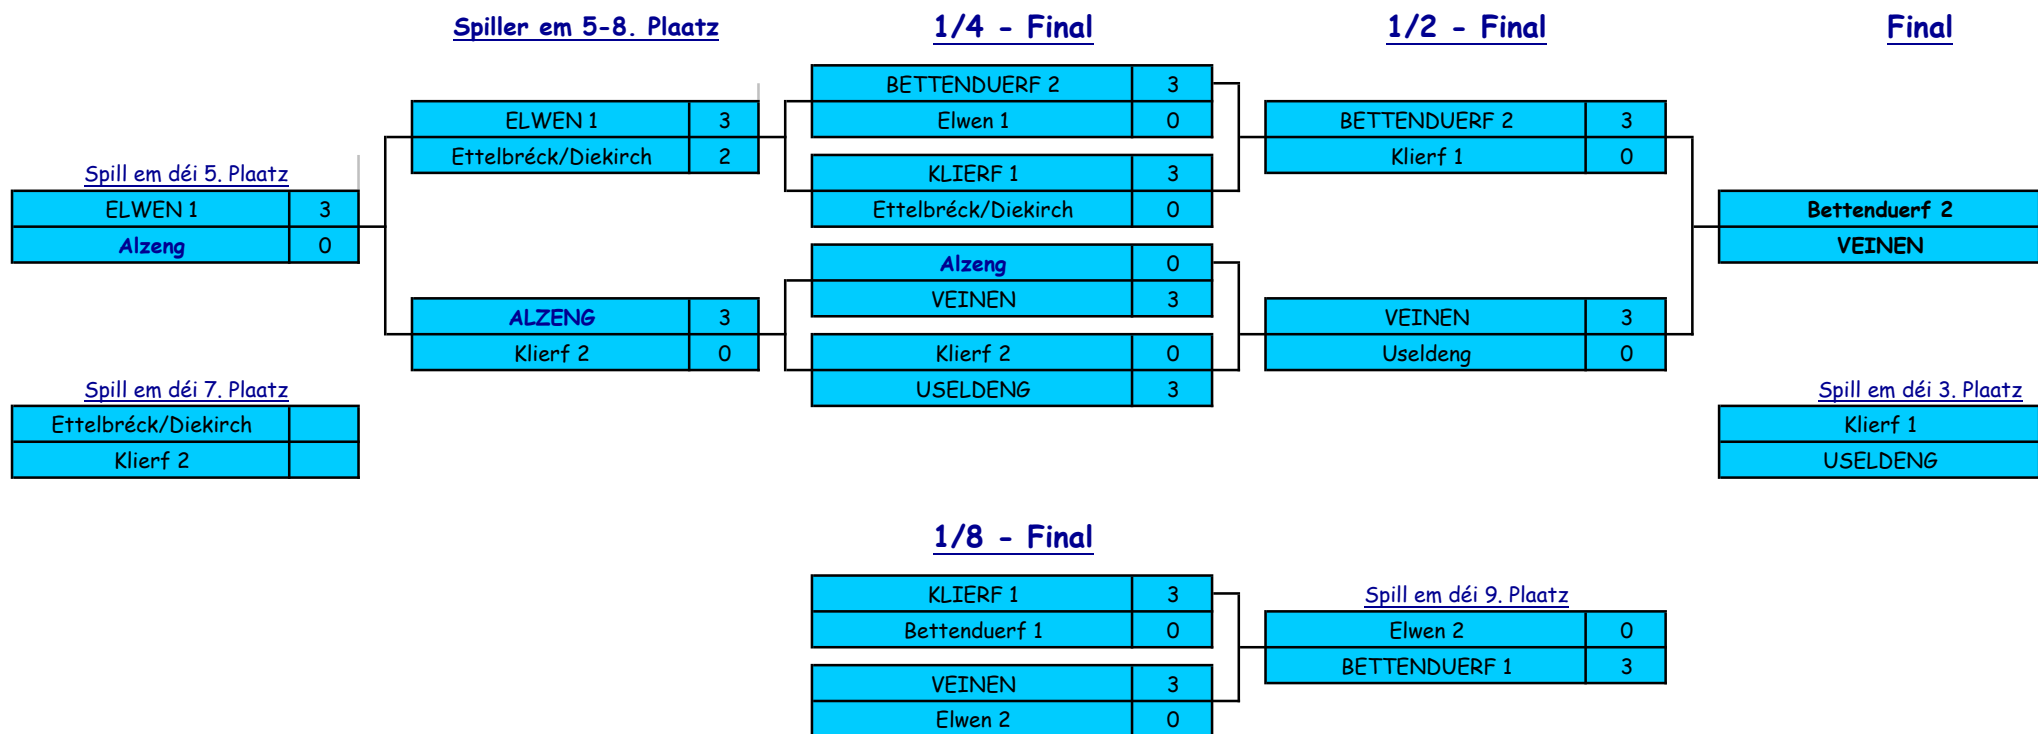 Spiller em 5-8. Plaatz
1/4 - Final
1/2 - Final
Final
BETTENDUERF 2 3
Elwen 1 0
ELWEN 1 3
Ettelbréck/Diekirch 2
BETTENDUERF 2 3
Klierf 1 0
Spill em déi 5. Plaatz
ELWEN 1 3
Alzeng 0
KLIERF 1 3
Ettelbréck/Diekirch 0
Bettenduerf 2
VEINEN
Alzeng 0
VEINEN 3
ALZENG 3
Klierf 2 0
VEINEN 3
Useldeng 0
Klierf 2 0
USELDENG 3
Spill em déi 7. Plaatz
Ettelbréck/Diekirch
Klierf 2
Spill em déi 3. Plaatz
Klierf 1
USELDENG
1/8 - Final
KLIERF 1 3
Bettenduerf 1 0
Spill em déi 9. Plaatz
Elwen 2 0
BETTENDUERF 1 3
VEINEN 3
Elwen 2 0